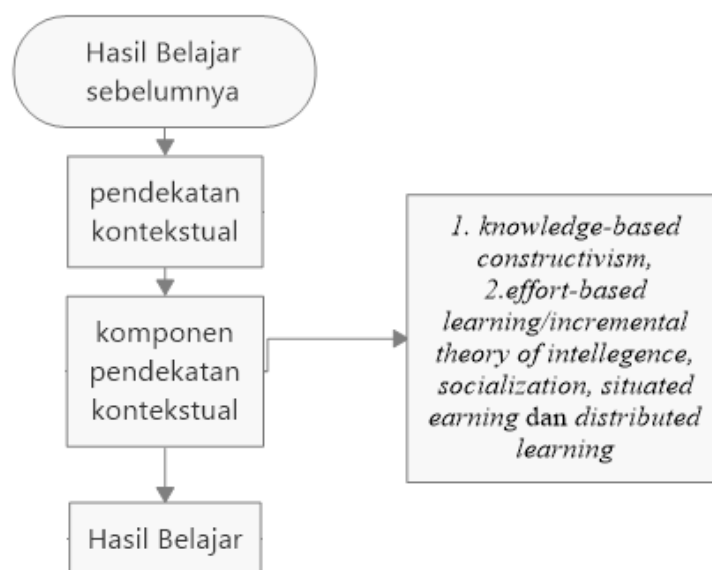 Hasil Belajar
sebelumnya
pendekatan
kontekstual
komponen
pendekatan
kontekstual
Hasil Belajar
1. knowledge-based
constructivism,
2.effort-based
learning/incremental
theory of intellegence,
socialization, situated
earning dan distributed
learning